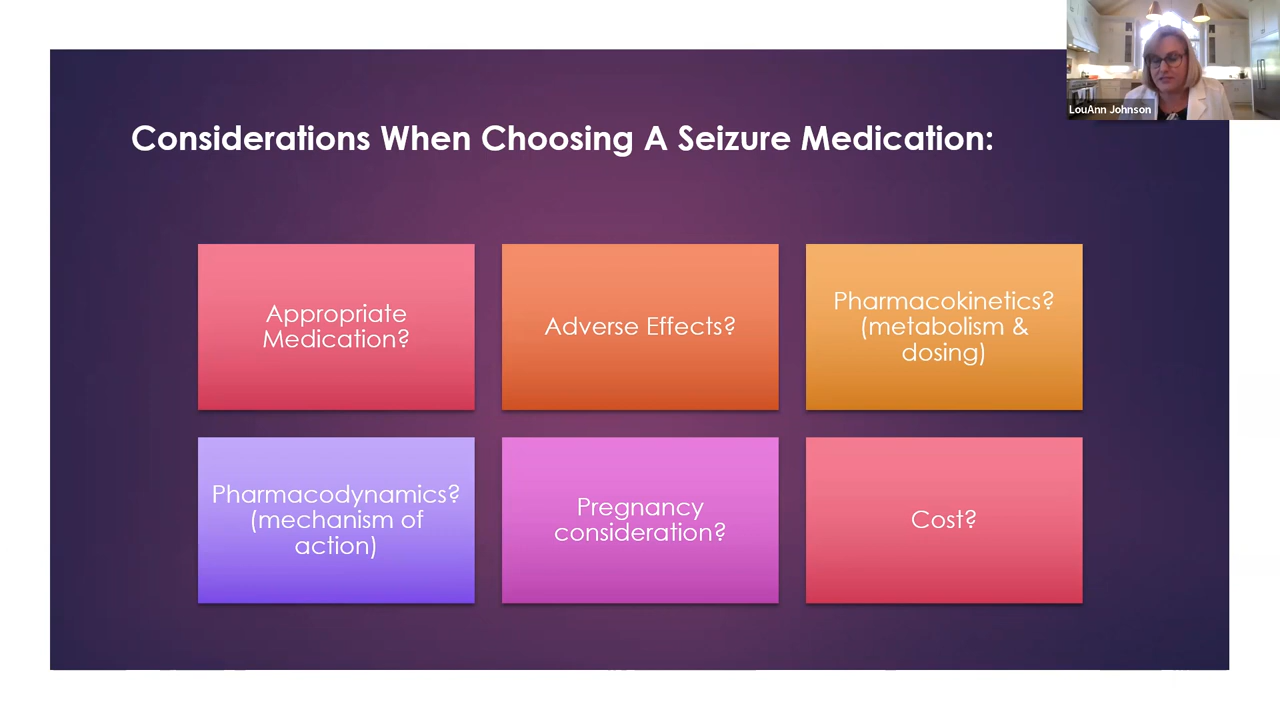 LouAnn Johnson
Considerations When Choosing A Seizure Medication:
Appropriate
Medication?
Adverse Effects?
Pharmacokinetics?
(metabolism &
dosing)
Pharmacodynamics?
(mechanism of
action)
Pregnancy
consideration?
Cost?